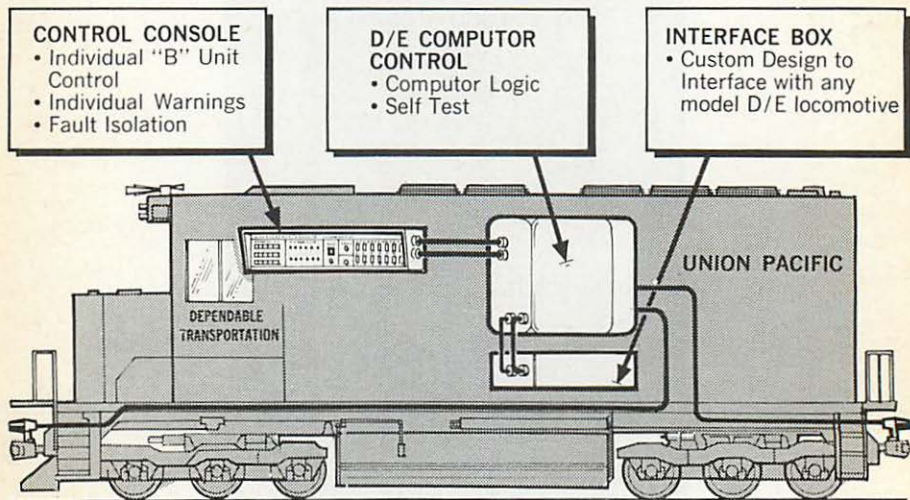 CONTROL CONSOLE
• Individual “B” Unit
Control
• Individual Warnings
• Fault Isolation
D/E COMPUTOR
CONTROL
• Computor Logic
• Self Test
INTERFACE BOX
• Custom Design to
Interface with any
model D/E locomotive
UNION PACIFIC
DEPENDABLE
TRANSPORTATION